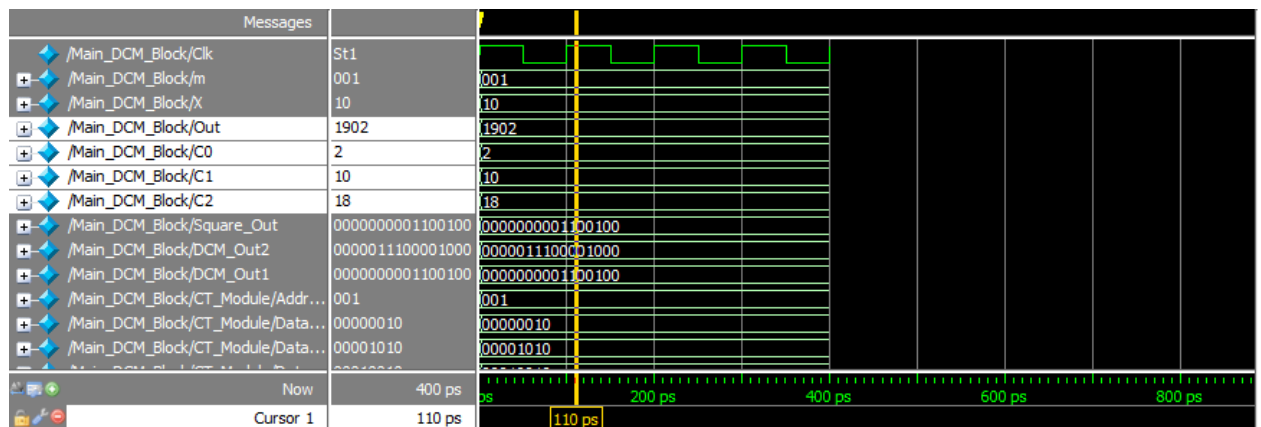 Messages
/Main_DCM_Block/Clk St1
/Main_DCM_Block/m 001 001
/Main_DCM_Block/X 10 10
/Main_DCM_Block/Out 1902 1902
/Main_DCM_Block/C0 2 2
/Main_DCM_Block/C1 10 10
/Main_DCM_Block/C2 18 18
/Main_DCM_Block/Square_Out 0000000001100100 0000000001100100
/Main_DCM_Block/DCM_Out2 0000011100001000 0000011100001000
/Main_DCM_Block/DCM_Out1 0000000001100100 0000000001100100
/Main_DCM_Block/CT_Module/Addr... 001 001
/Main_DCM_Block/CT_Module/Data... 00000010 00000010
/Main_DCM_Block/CT_Module/Data... 00001010 00001010
Now 400 ps ps 200 ps 400 ps 600 ps 800 ps
Cursor 1 110 ps 110 ps